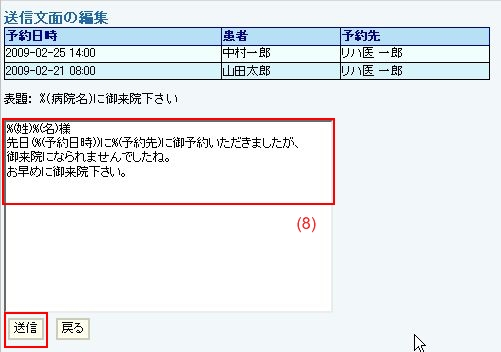 送信文面の編集
予約日時 患者 予約先
2009-02-25 14:00 中村一郎 リハ医 一郎
2009-02-21 08:00 山田太郎 リハ医 一郎
表題: %(病院名)に御来院下さい
%(姓)%(名)様
先日(%(予約日時))に%(予約先)に御予約いただきましたが、
御来院になられませんでしたね。
お早めに御来院下さい。
(8)
送信 戻る